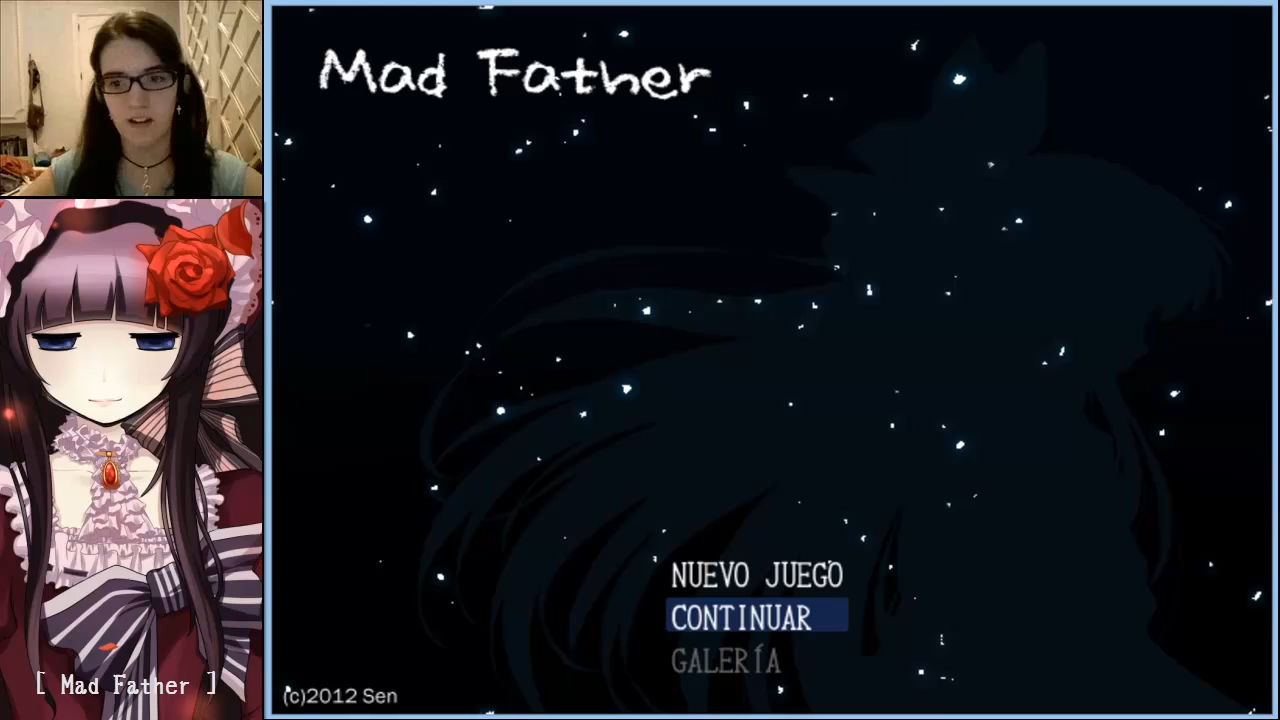 Mad Father
NUEVO JUEGO
CONTINUAR
GALERÍA
[ Mad Father ]
(c)2012 Sen